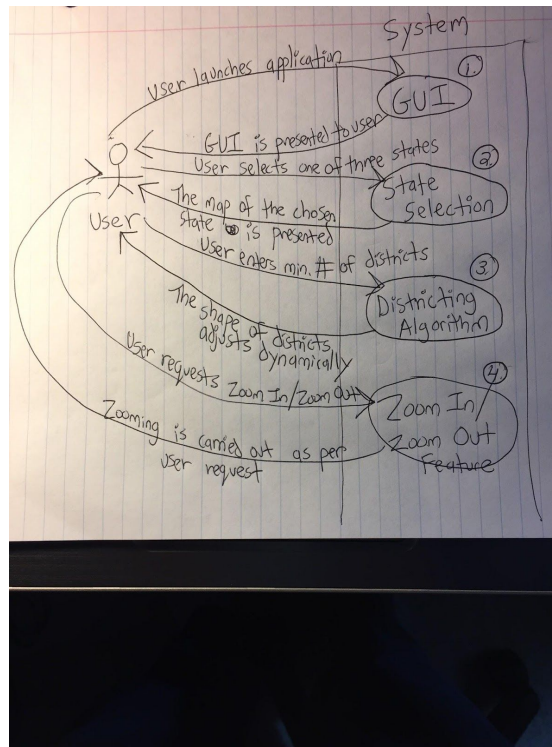 System
User launches application
1.
GUI
GUI is presented to user
User selects one of three states
2
State
Selection
The map of the chosen
state is presented
User
User enters min. # of districts
3
Districting
Algorithm
The shape of districts
adjusts dynamically
User requests Zoom In/Zoom Out
4
Zoom In/
Zoom Out
Feature
Zooming is carried out as per
user request